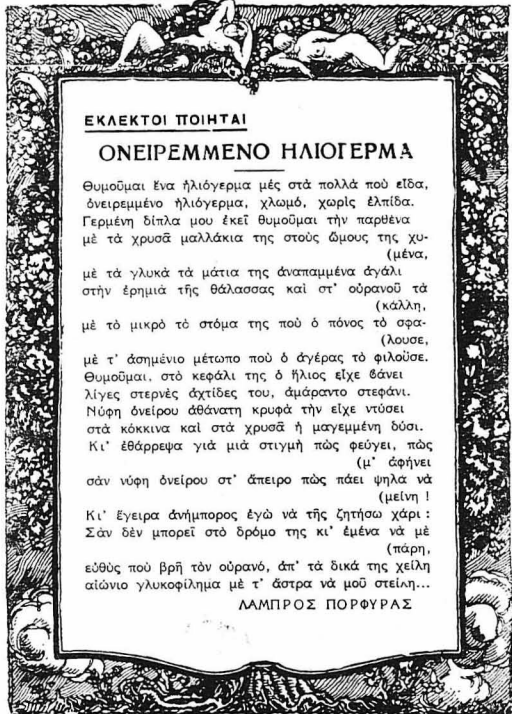 ΕΚΛΕΚΤΟΙ ΠΟΙΗΤΑΙ
ΟΝΕΙΡΕΜΜΕΝΟ ΗΛΙΟΓΕΡΜΑ
Θυμοῦμαι ἕνα ἡλιόγερμα μές στὰ πολλὰ ποὺ εἶδα,
ὀνειρεμμένο ἡλιόγερμα, χλωμό, χωρὶς ἐλπίδα.
Γερμένη δίπλα μου ἐκεῖ θυμοῦμαι τὴν παρθένα
μὲ τὰ χρυσᾶ μαλλάκια της στοὺς ὤμους της χυ-
(μένα,
μὲ τὰ γλυκὰ τὰ μάτια της ἀναπαμμένα ἀγάλι
στὴν ἐρημιὰ τῆς θάλασσας καὶ στ' οὐρανοῦ τὰ
(κάλλη,
μὲ τὸ μικρὸ τὸ στόμα της ποὺ ὁ πόνος τὸ σφα-
(λουσε,
μὲ τ' ἀσημένιο μέτωπο ποὺ ὁ ἀγέρας τὸ φιλοῦσε.
Θυμοῦμαι, στὸ κεφάλι της ὁ ἥλιος εἶχε βάνει
λίγες στερνὲς ἀχτίδες του, ἀμάραντο στεφάνι.
Νύφη ὀνείρου ἀθάνατη κρυφὰ τὴν εἶχε ντύσει
στὰ κόκκινα καὶ στὰ χρυσᾶ ἡ μαγεμμένη δύσι.
Κι' ἐθάρρεψα γιὰ μιὰ στιγμὴ πὼς φεύγει, πὼς
(μ' ἀφήνει
σὰν νύφη ὀνείρου στ' ἄπειρο πὼς πάει ψηλα νὰ
(μείνη !
Κι' ἔγειρα ἀνήμπορος ἐγὼ νὰ τῆς ζητήσω χάρι :
Σὰν δὲν μπορεῖ στὸ δρόμο της κι' ἐμένα νὰ μὲ
(πάρη,
εὐθὺς ποὺ βρῆ τὸν οὐρανό, ἀπ' τὰ δικά της χείλη
αἰώνιο γλυκοφίλημα μὲ τ' ἄστρα νὰ μοῦ στείλη...
ΛΑΜΠΡΟΣ ΠΟΡΦΥΡΑΣ